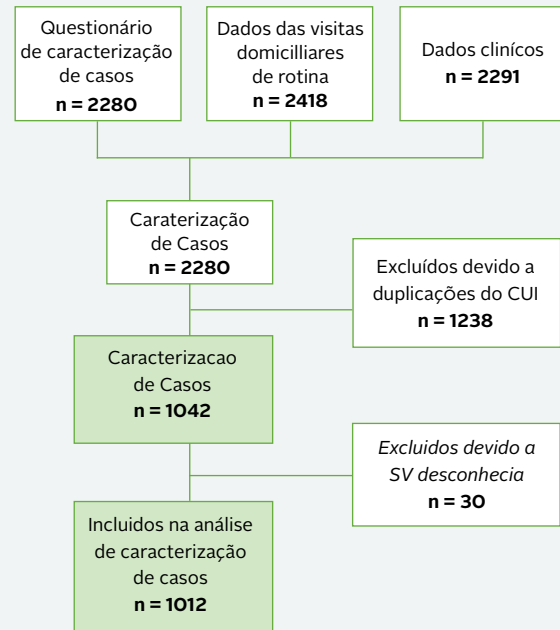 Questionário
de caracterização
de casos
n = 2280
Dados das visitas
domicilliares
de rotina
n = 2418
Dados clinícos
n = 2291
Caraterização
de Casos
n = 2280
Excluídos devido a
duplicações do CUI
n = 1238
Caracterizacao
de Casos
n = 1042
Excluidos devido a
SV desconhecia
n = 30
Incluidos na análise
de caracterização
de casos
n = 1012